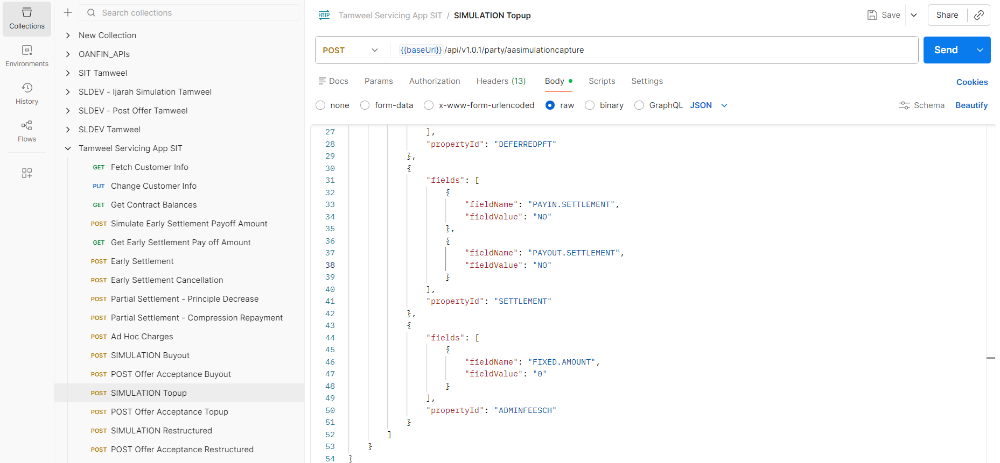 Collections
Environments
History
Flows
Search collections
New Collection
OANFIN_APIs
SIT Tamweel
SLDEV - Ijarah Simulation Tamweel
SLDEV - Post Offer Tamweel
SLDEV Tamweel
Tamweel Servicing App SIT
GET Fetch Customer Info
PUT Change Customer Info
GET Get Contract Balances
POST Simulate Early Settlement Payoff Amount
GET Get Early Settlement Pay off Amount
POST Early Settlement
POST Early Settlement Cancellation
POST Partial Settlement - Principle Decrease
POST Partial Settlement - Compression Repayment
POST Ad Hoc Charges
POST SIMULATION Buyout
POST POST Offer Acceptance Buyout
POST SIMULATION Topup
POST POST Offer Acceptance Topup
POST SIMULATION Restructured
POST POST Offer Acceptance Restructured
HTTP Tamweel Servicing App SIT / SIMULATION Topup
Save Share
POST {{baseUrl}} /api/v1.0.1/party/aasimulationcapture Send
Docs Params Authorization Headers (13) Body Scripts Settings Cookies
none form-data x-www-form-urlencoded raw binary GraphQL JSON Schema Beautify
27 ],
28 "propertyId": "DEFERREDPFT"
29 },
30 {
31 "fields": [
32 {
33 "fieldName": "PAYIN.SETTLEMENT",
34 "fieldValue": "NO"
35 },
36 {
37 "fieldName": "PAYOUT.SETTLEMENT",
38 "fieldValue": "NO"
39 }
40 ],
41 "propertyId": "SETTLEMENT"
42 },
43 {
44 "fields": [
45 {
46 "fieldName": "FIXED.AMOUNT",
47 "fieldValue": "0"
48 }
49 ],
50 "propertyId": "ADMINFEESCH"
51 }
52 ]
53 }
54 }